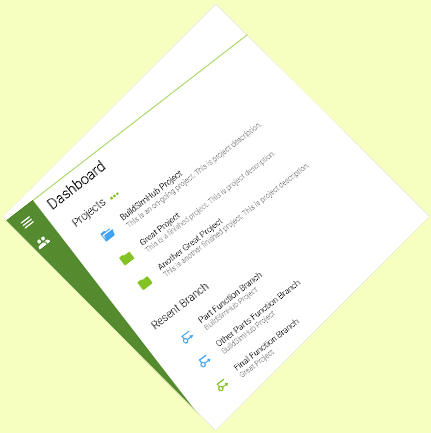 Dashboard
Projects
BuildSimHub Project
This is an on-going project. This is project description.
Great Project
This is a finished project. This is project description.
Another Great Project
This is another finished project. This is project description.
Resent Branch
Part Function Branch
BuildSimHub Project
Other Parts Function Branch
BuildSimHub Project
Final Function Branch
Great Project